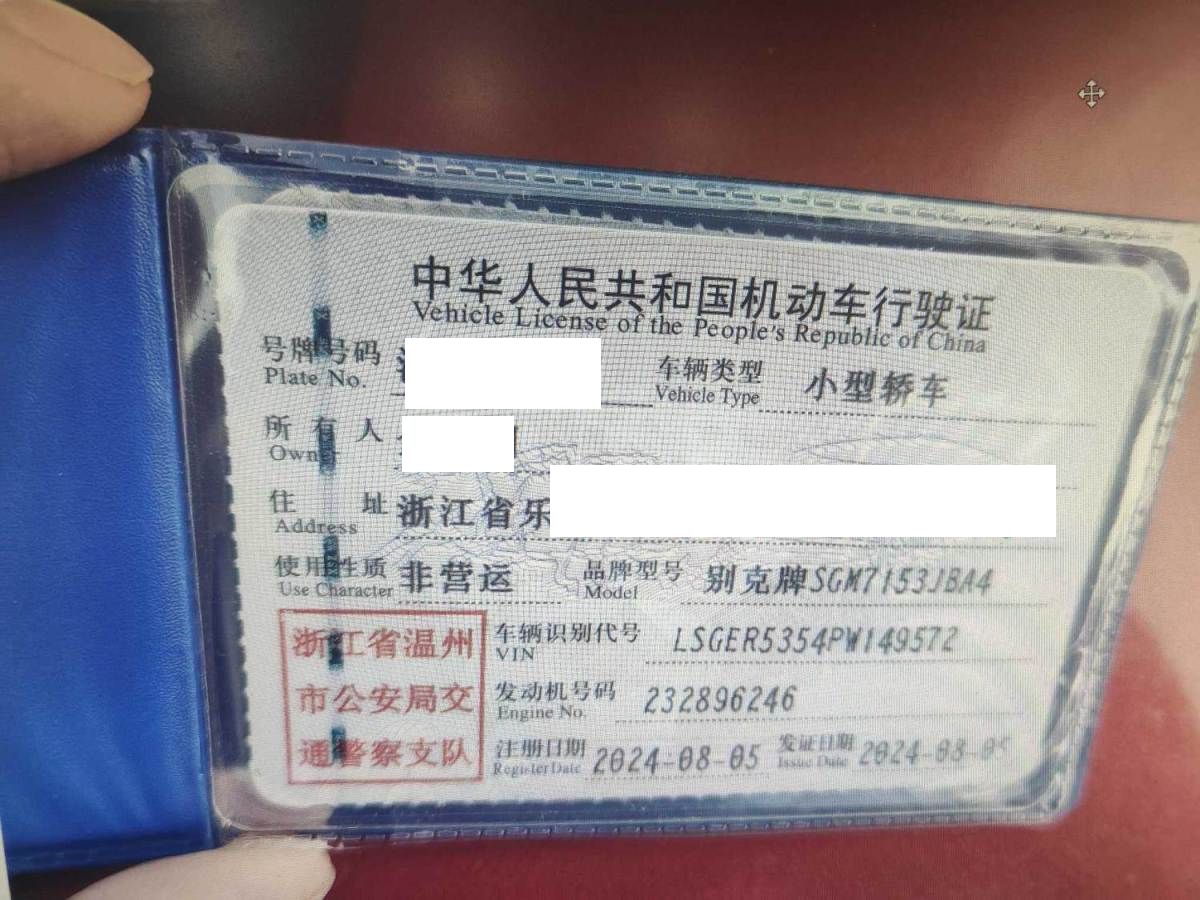 中华人民共和国机动车行驶证
Vehicle License of the People's Republic of China
号牌号码
Plate No.
车辆类型 小型轿车
Vehicle Type
所有人
Owner
住址 浙江省乐
Address
使用性质 非营运
Use Character
品牌型号 别克牌SGM7153JBA4
Model
浙江省温州
市公安局交
通警察支队
车辆识别代号 LSGER5354PW149572
VIN
发动机号码 232896246
Engine No.
注册日期 2024-08-05
Register Date
发证日期 2024-08-05
Issue Date